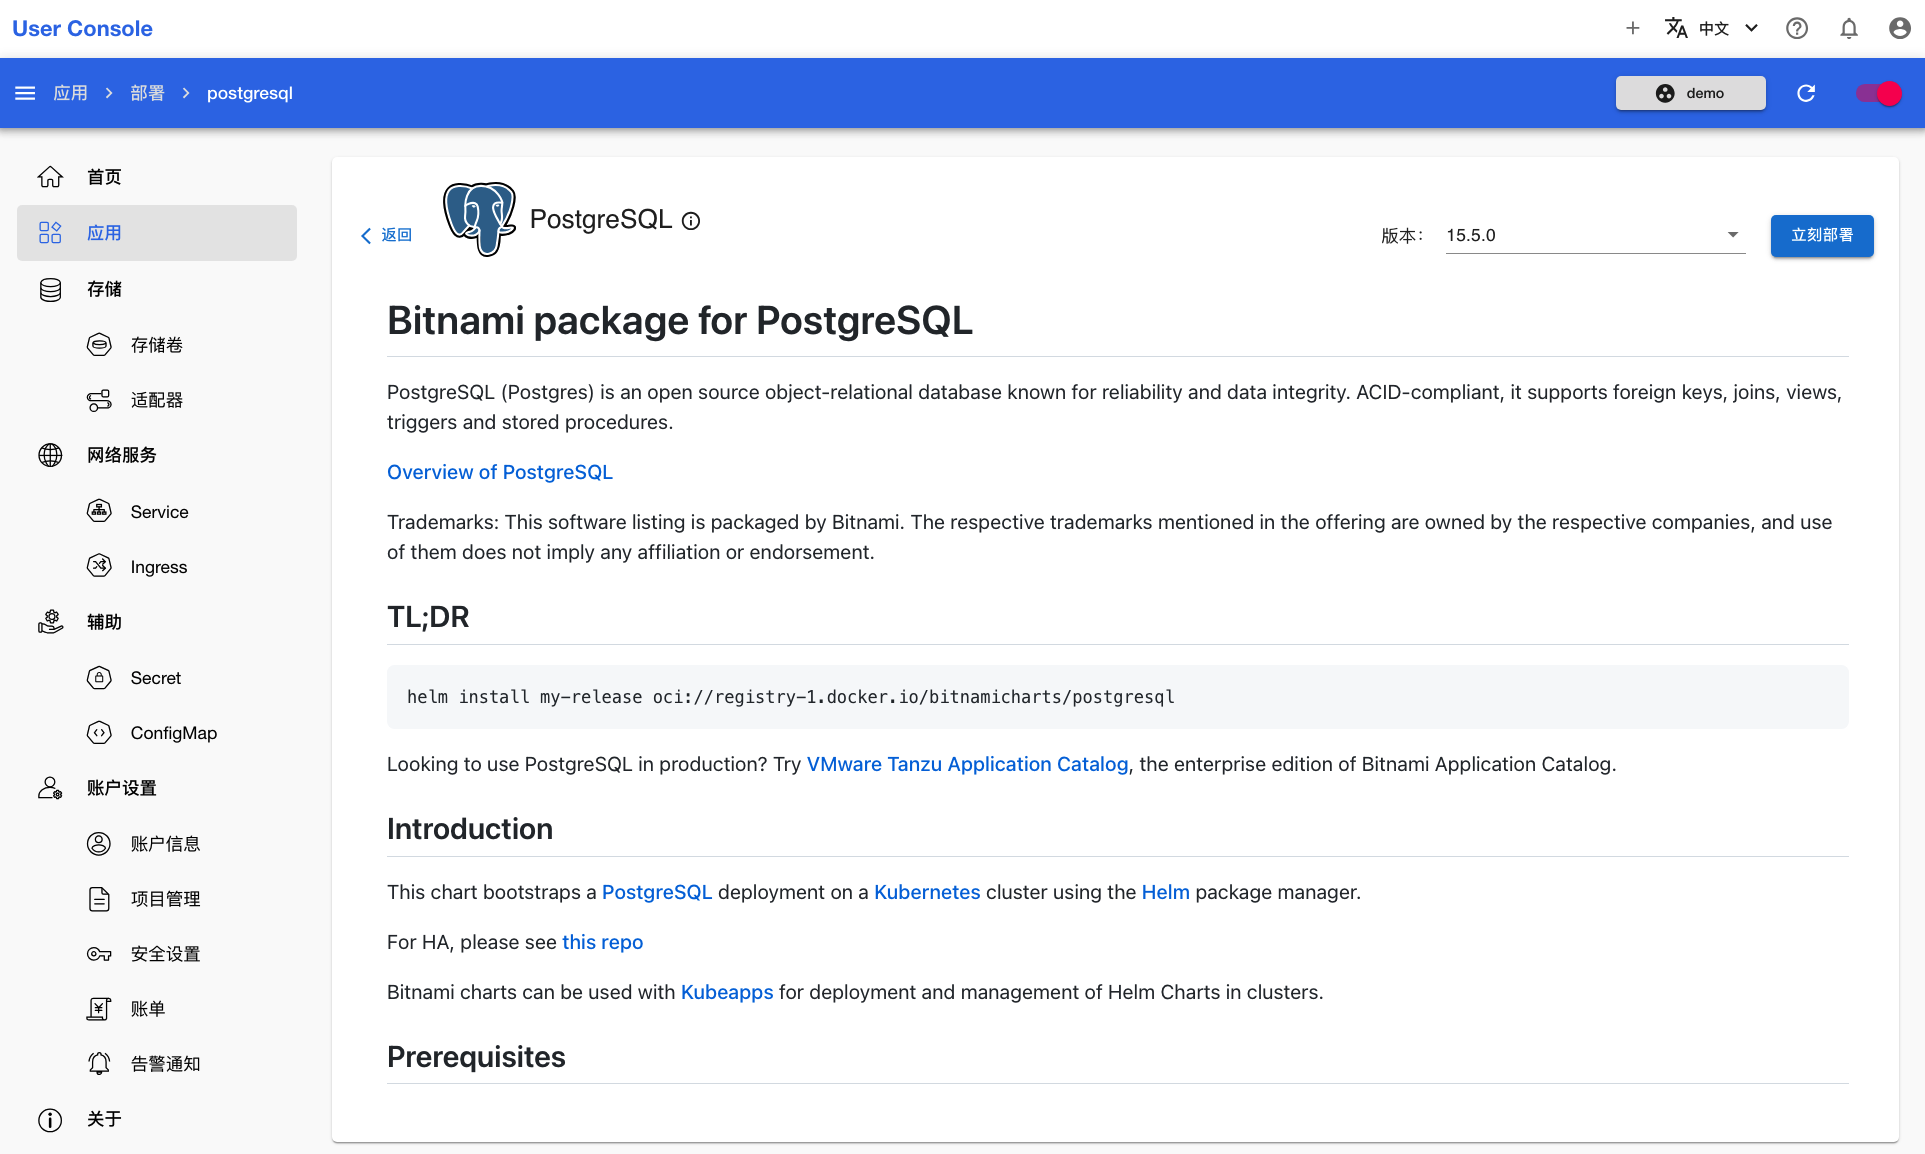 User Console
中文
应用 > 部署 > postgresql
demo
首页
应用
存储
存储卷
适配器
网络服务
Service
Ingress
辅助
Secret
ConfigMap
账户设置
账户信息
项目管理
安全设置
账单
告警通知
关于
返回
PostgreSQL
版本：
15.5.0
立刻部署
Bitnami package for PostgreSQL
PostgreSQL (Postgres) is an open source object-relational database known for reliability and data integrity. ACID-compliant, it supports foreign keys, joins, views,
triggers and stored procedures.
Overview of PostgreSQL
Trademarks: This software listing is packaged by Bitnami. The respective trademarks mentioned in the offering are owned by the respective companies, and use
of them does not imply any affiliation or endorsement.
TL;DR
helm install my-release oci://registry-1.docker.io/bitnamicharts/postgresql
Looking to use PostgreSQL in production? Try VMware Tanzu Application Catalog, the enterprise edition of Bitnami Application Catalog.
Introduction
This chart bootstraps a PostgreSQL deployment on a Kubernetes cluster using the Helm package manager.
For HA, please see this repo
Bitnami charts can be used with Kubeapps for deployment and management of Helm Charts in clusters.
Prerequisites